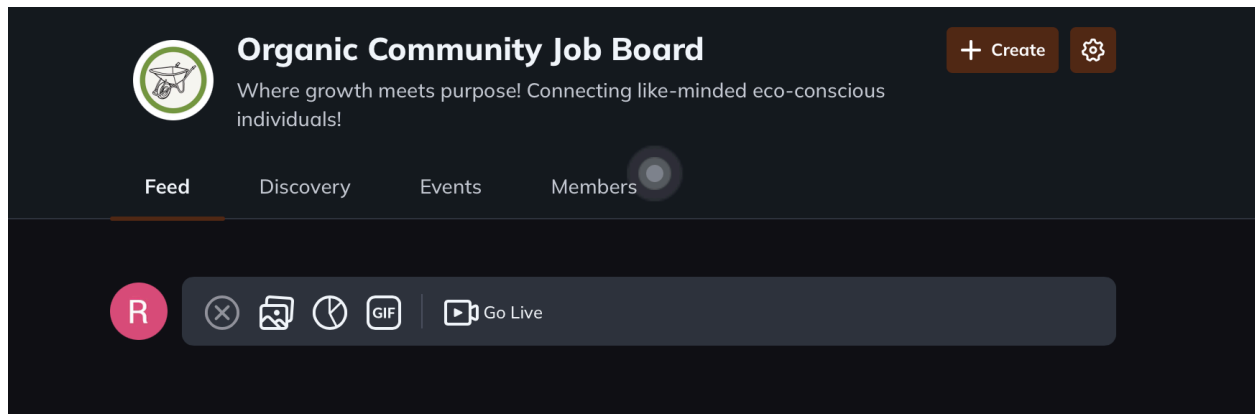 Organic Community Job Board
Where growth meets purpose! Connecting like-minded eco-conscious
individuals!
Create
Feed
Discovery
Events
Members
R
GIF
Go Live